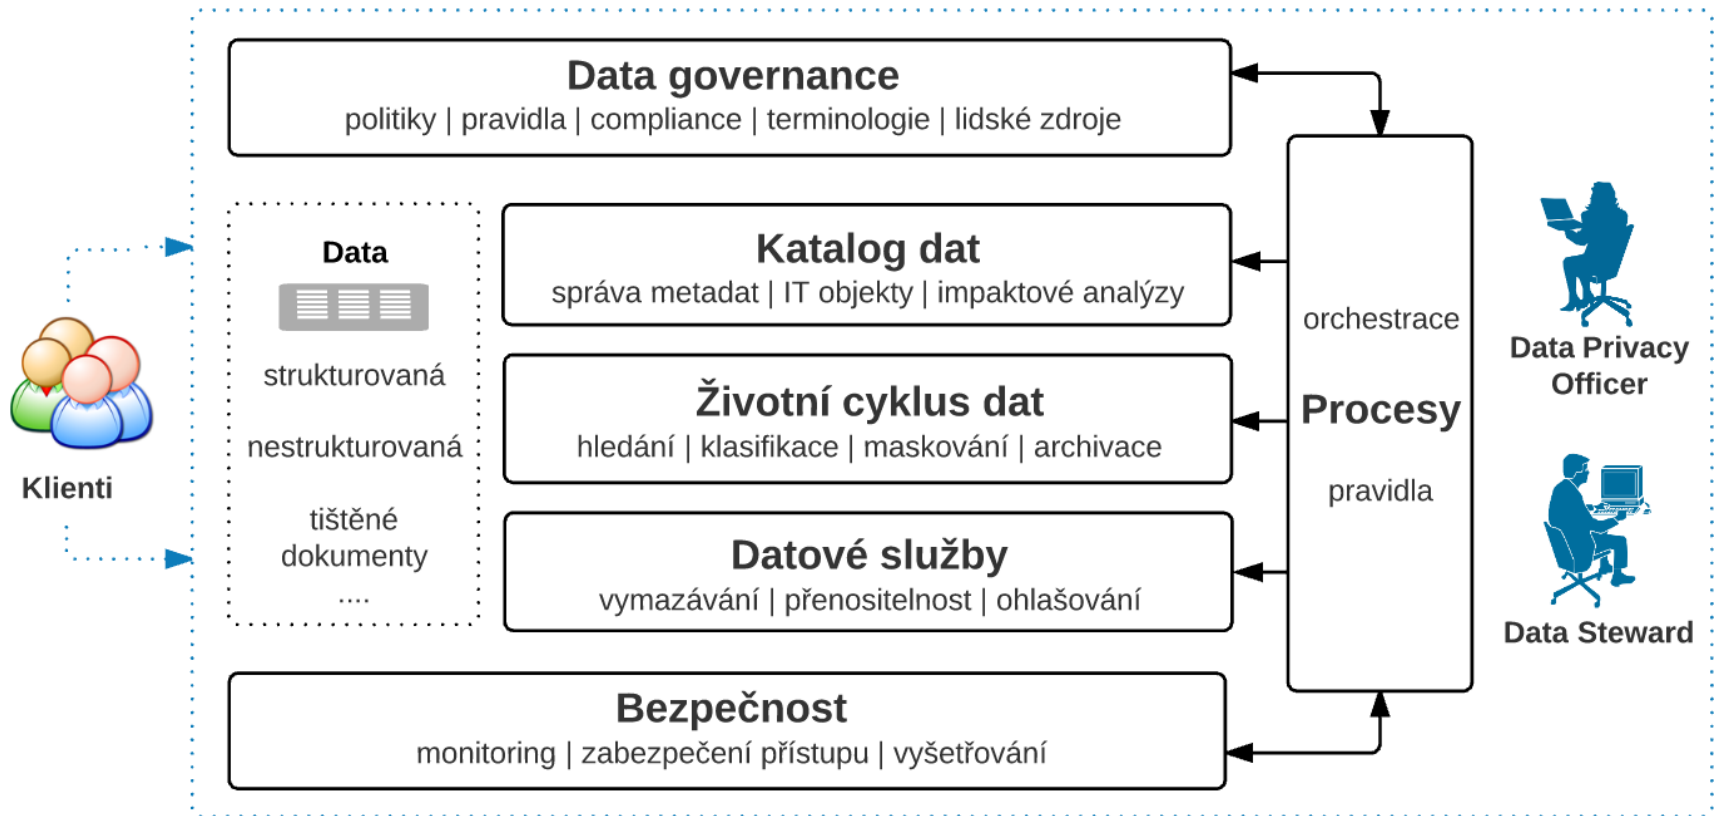 Data governance
politiky | pravidla | compliance | terminologie | lidské zdroje
Data
strukturovaná
nestrukturovaná
tištěné
dokumenty
....
Katalog dat
správa metadat | IT objekty | impaktové analýzy
Životní cyklus dat
hledání | klasifikace | maskování | archivace
Datové služby
vymazávání | přenositelnost | ohlašování
Bezpečnost
monitoring | zabezpečení přístupu | vyšetřování
orchestrace
Procesy
pravidla
Klienti
Data Privacy
Officer
Data Steward